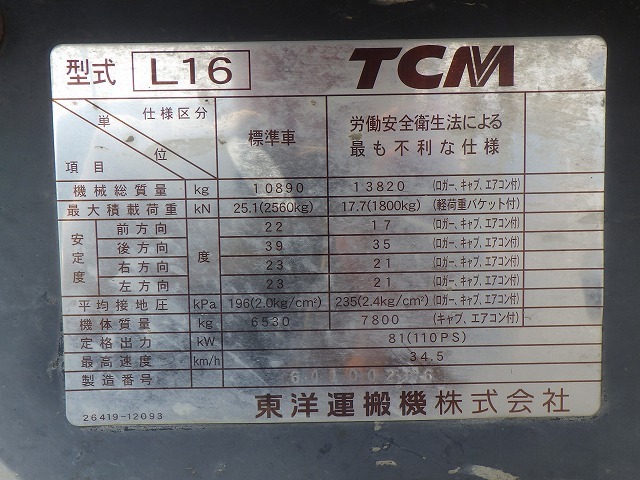 型式 L16 TCM
仕様区分
単位
項目
標準車
労働安全衛生法による
最も不利な仕様
機械総質量 kg 10890 13820 (ロガー、キャブ、エアコン付)
最大積載荷重 kN 25.1(2560kg) 17.7(1800kg) (軽荷重バケット付)
安定度 度
前方向 22 17 (ロガー、キャブ、エアコン付)
後方向 39 35 (ロガー、キャブ、エアコン付)
右方向 23 21 (ロガー、キャブ、エアコン付)
左方向 23 21 (ロガー、キャブ、エアコン付)
平均接地圧 kPa 196(2.0kg/cm²) 235(2.4kg/cm²) (ロガー、キャブ、エアコン付)
機体質量 kg 6530 7800 (キャブ、エアコン付)
定格出力 kW 81(110PS)
最高速度 km/h 34.5
製造番号
26419-12093 東洋運搬機株式会社